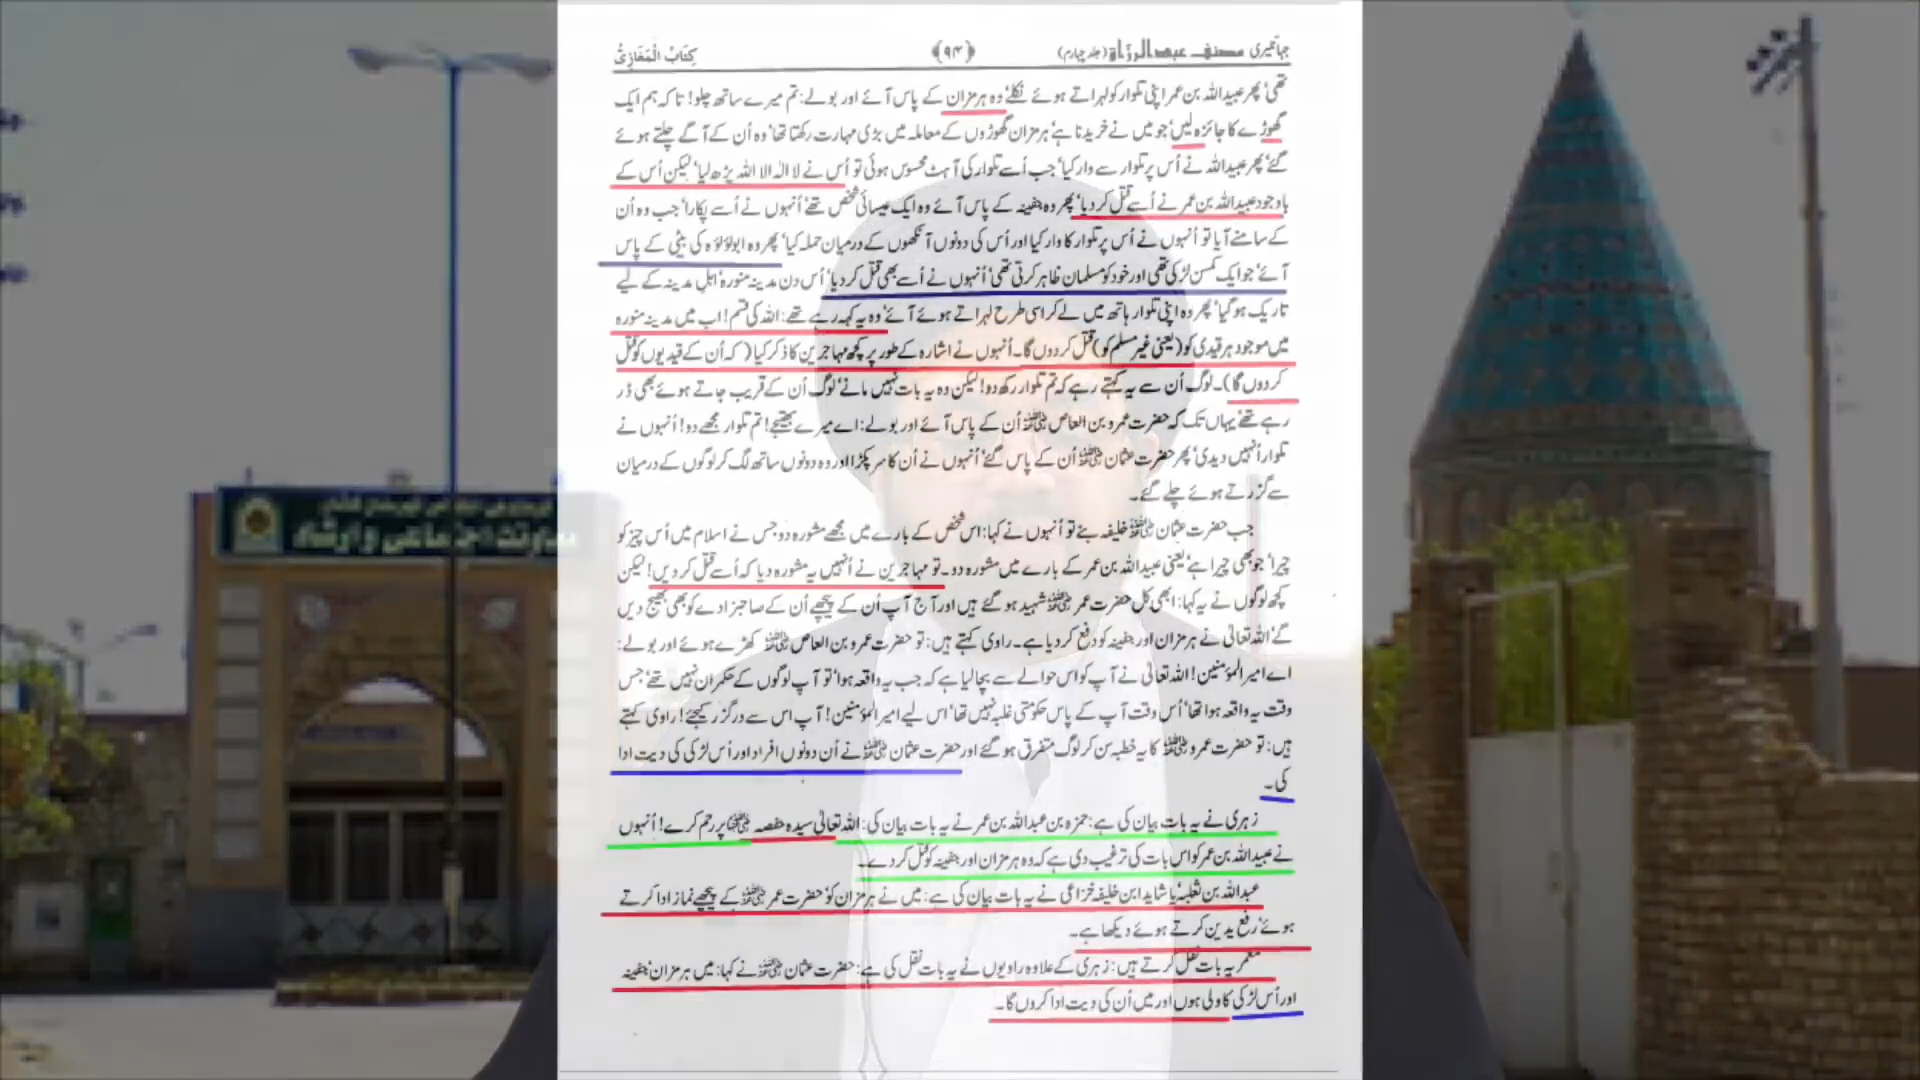 جہانگیری مصنف عبد الرزّاق (جلد چہارم)
﴿۹۴﴾
كِتَابُ الْمَغَازِيُّ
تھی' پھر عبیداللہ بن عمر اپنی تلوار کو لہراتے ہوئے نکلے' وہ ہرمزان کے پاس آئے اور بولے: تم میرے ساتھ چلو! تاکہ ہم ایک
گھوڑے کا جائزہ لیں' جو میں نے خریدنا ہے' ہرمزان گھوڑوں کے معاملہ میں بڑی مہارت رکھتا تھا' وہ اُن کے آگے چلتے ہوئے
گئے' پھر عبیداللہ نے اُس پر تلوار سے وار کیا' جب اُسے تلوار کی آہٹ محسوس ہوئی تو اُس نے لا الہ الا اللہ پڑھ لیا' لیکن اُس کے
باوجود عبیداللہ بن عمر نے اُسے قتل کر دیا' پھر وہ جفینہ کے پاس آئے وہ ایک عیسائی شخص تھے' اُنہوں نے اُسے پکارا' جب وہ اُن
کے سامنے آیا تو اُنہوں نے اُس پر تلوار کا وار کیا اور اُس کی دونوں آنکھوں کے درمیان حملہ کیا' پھر وہ ابولؤلؤہ کی بیٹی کے پاس
آئے' جو ایک کمسن لڑکی تھی اور خود کو مسلمان ظاہر کرتی تھی' اُنہوں نے اُسے بھی قتل کر دیا' اُس دن مدینہ منورہ' اہل مدینہ کے لیے
تاریک ہو گیا' پھر وہ اپنی تلوار ہاتھ میں لے کر اسی طرح لہراتے ہوئے آئے' وہ یہ کہہ رہے تھے: اللہ کی قسم! اب میں مدینہ منورہ
میں موجود ہر قیدی کو (یعنی غیر مسلم کو) قتل کر دوں گا۔ اُنہوں نے اشارہ کے طور پر کچھ مہاجرین کا ذکر کیا (کہ اُن کے قیدیوں کو قتل
کر دوں گا)۔ لوگ اُن سے یہ کہتے رہے کہ تم تلوار رکھ دو! لیکن وہ یہ بات نہیں مانے' لوگ اُن کے قریب جاتے ہوئے بھی ڈر
رہے تھے' یہاں تک کہ حضرت عمرو بن العاص ﷜ اُن کے پاس آئے اور بولے: اے میرے بھتیجے! تم تلوار مجھے دو! اُنہوں نے
تلوار اُنہیں دیدی' پھر حضرت عثمان ﷜ اُن کے پاس گئے' اُنہوں نے اُن کا سر پکڑا اور وہ دونوں ساتھ لگ کر لوگوں کے درمیان
سے گزرتے ہوئے چلے گئے۔
جب حضرت عثمان ﷜ خلیفہ بنے تو اُنہوں نے کہا: اس شخص کے بارے میں مجھے مشورہ دو جس نے اسلام میں اُس چیز کو
چیرا' جو بھی چیرا ہے' یعنی عبیداللہ بن عمر کے بارے میں مشورہ دو۔ تو مہاجرین نے اُنہیں یہ مشورہ دیا کہ اُسے قتل کر دیں! لیکن
کچھ لوگوں نے یہ کہا: ابھی کل حضرت عمر ﷜ شہید ہو گئے ہیں اور آج آپ اُن کے پیچھے اُن کے صاحبزادے کو بھی بھیج دیں
گے' اللہ تعالیٰ نے ہرمزان اور جفینہ کو دفع کر دیا ہے۔ راوی کہتے ہیں: تو حضرت عمرو بن العاص ﷜ کھڑے ہوئے اور بولے:
اے امیر المؤمنین! اللہ تعالیٰ نے آپ کو اس حوالے سے بچا لیا ہے کہ جب یہ واقعہ ہوا' تو آپ لوگوں کے حکمران نہیں تھے' جس
وقت یہ واقعہ ہوا تھا' اُس وقت آپ کے پاس حکومتی غلبہ نہیں تھا' اس لیے امیر المؤمنین! آپ اس سے درگزر کیجئے! راوی کہتے
ہیں: تو حضرت عمرو ﷜ کا یہ خطبہ سن کر لوگ متفرق ہو گئے اور حضرت عثمان ﷜ نے اُن دونوں افراد اور اُس لڑکی کی دیت ادا
کی۔
زہری نے یہ بات بیان کی ہے: حمزہ بن عبداللہ بن عمر نے یہ بات بیان کی: اللہ تعالیٰ سیدہ حفصہ ﷝ پر رحم کرے! اُنہوں
نے عبیداللہ بن عمر کو اس بات کی ترغیب دی ہے کہ وہ ہرمزان اور جفینہ کو قتل کر دے۔
عبداللہ بن ثعلبہ' یا شاید ابن خلیفہ خزاعی نے یہ بات بیان کی ہے: میں نے ہرمزان کو' حضرت عمر ﷜ کے پیچھے نماز ادا کرتے
ہوئے' رفع یدین کرتے ہوئے دیکھا ہے۔
معمر یہ بات نقل کرتے ہیں: زہری کے علاوہ راویوں نے یہ بات نقل کی ہے: حضرت عثمان ﷜ نے کہا: میں ہرمزان' جفینہ
اور اُس لڑکی کا ولی ہوں اور میں اُن کی دیت ادا کروں گا۔
معاونت اجتماعی و ارشاد